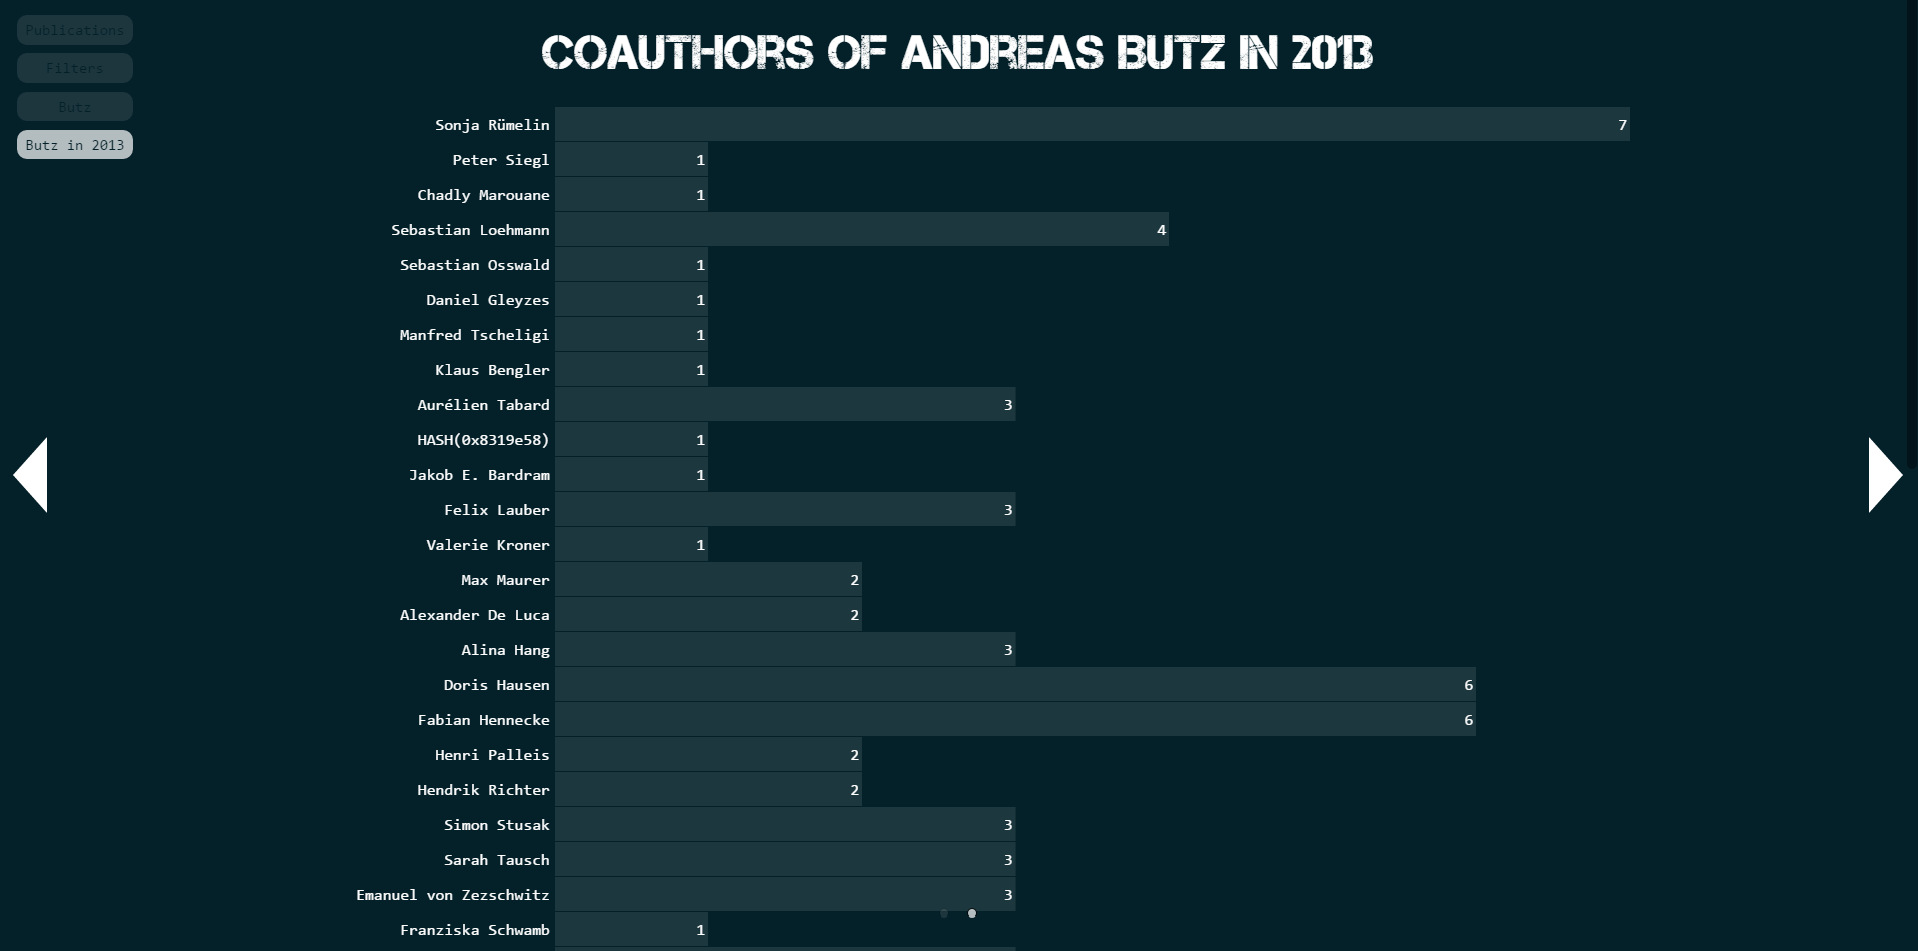 Publications
Filters
Butz
Butz in 2013
COAUTHORS OF ANDREAS BUTZ IN 2013
Sonja Rümelin 7
Peter Siegl 1
Chadly Marouane 1
Sebastian Loehmann 4
Sebastian Osswald 1
Daniel Gleyzes 1
Manfred Tscheligi 1
Klaus Bengler 1
Aurélien Tabard 3
HASH(0x8319e58) 1
Jakob E. Bardram 1
Felix Lauber 3
Valerie Kroner 1
Max Maurer 2
Alexander De Luca 2
Alina Hang 3
Doris Hausen 6
Fabian Hennecke 6
Henri Palleis 2
Hendrik Richter 2
Simon Stusak 3
Sarah Tausch 3
Emanuel von Zezschwitz 3
Franziska Schwamb 1